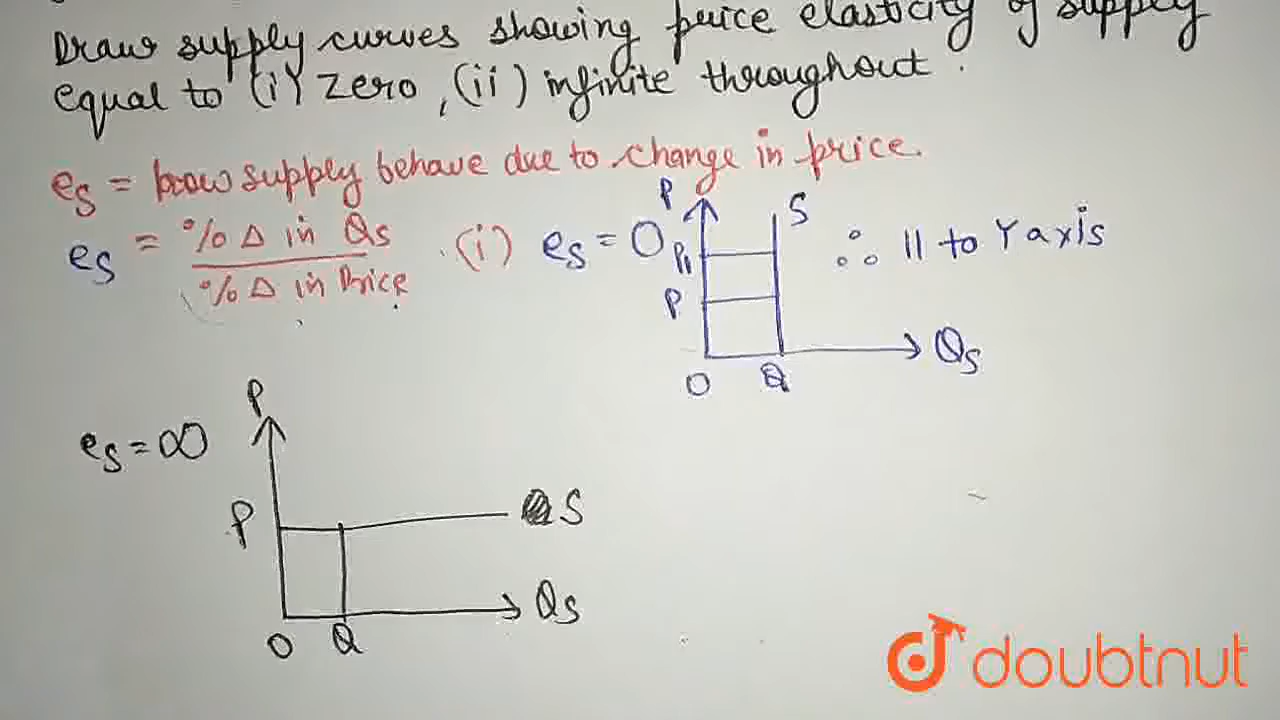 Draw supply curves showing price elasticity of supply
equal to (i) zero, (ii) infinite throughout.
es = how supply behave due to change in price.
es = % Δ in Qs / % Δ in Price
(i) es = 0
P
P1
P
S
O
Q
Qs
∴ || to Y axis
es = ∞
P
P
S
O
Q
Qs
doubtnut